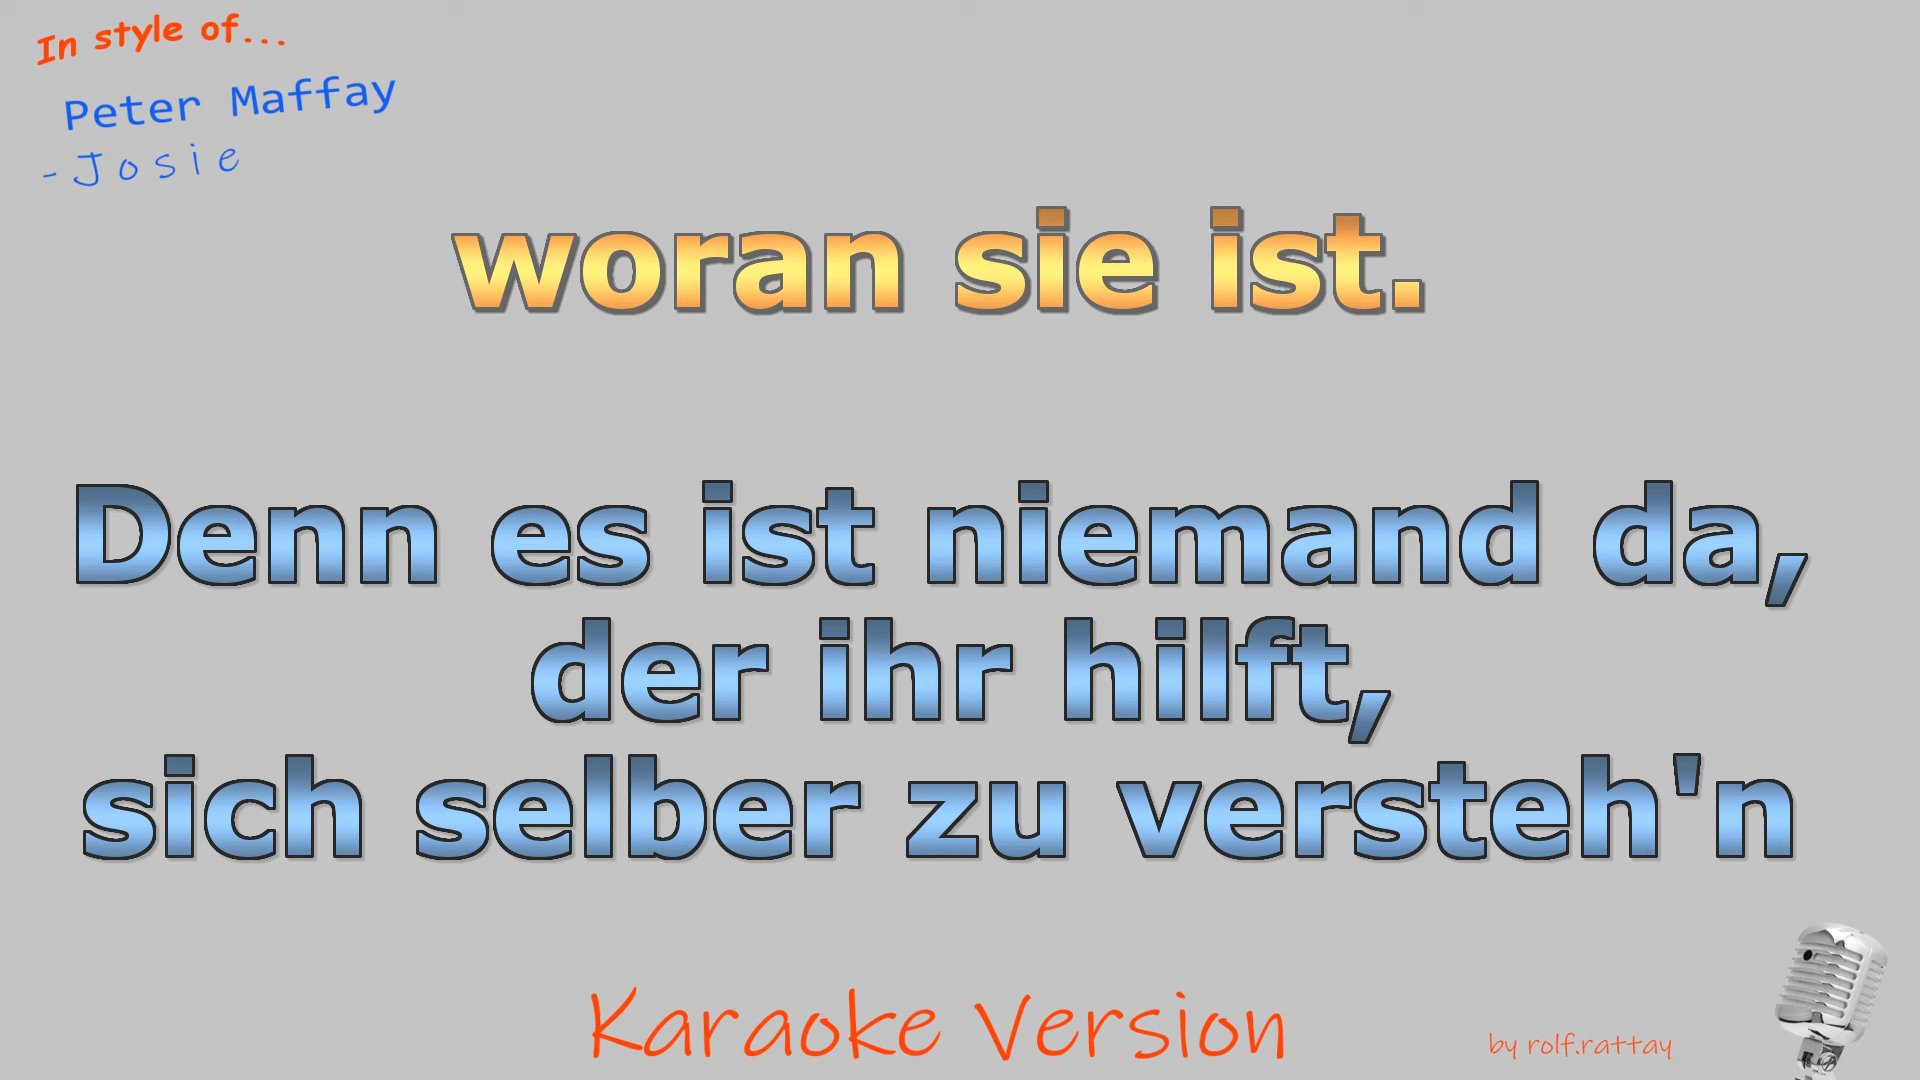 In style of...
Peter Maffay
- Josie
woran sie ist.
Denn es ist niemand da,
der ihr hilft,
sich selber zu versteh'n
Karaoke Version
by rolf.rattay